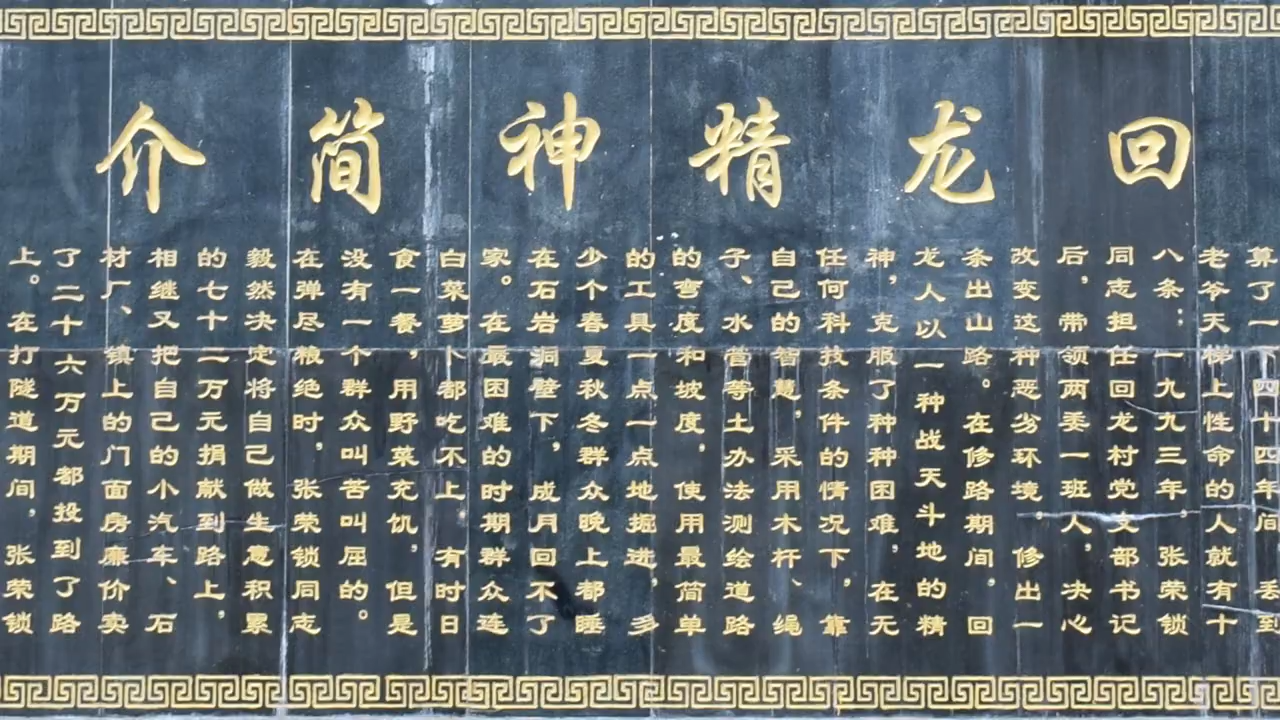 回龙精神简介
算了一下四十四年间丢到
老爷天梯上性命的人就有十
八条；一九九三年，张荣锁
同志担任回龙村党支部书记
后，带领两委一班人，决心
改变这种恶劣环境，修出一
条出山路。在修路期间，回
龙人以一种战天斗地的精
神，克服了种种困难，在无
任何科技条件的情况下，靠
自己的智慧，采用木杆、绳
子、水管等土办法测绘道路
的弯度和坡度，使用最简单
的工具一点一点地掘进，多
少个春夏秋冬群众晚上都睡
在石岩洞壁下，成月回不了
家。在最困难的时期群众连
白菜萝卜都吃不上，有时日
食一餐，用野菜充饥，但是
没有一个群众叫苦叫屈的。
在弹尽粮绝时，张荣锁同志
毅然决定将自己做生意积累
的七十二万元捐献到路上，
相继又把自己的小汽车、石
材厂、镇上的门面房廉价卖
了二十六万元都投到了路
上。在打隧道期间，张荣锁